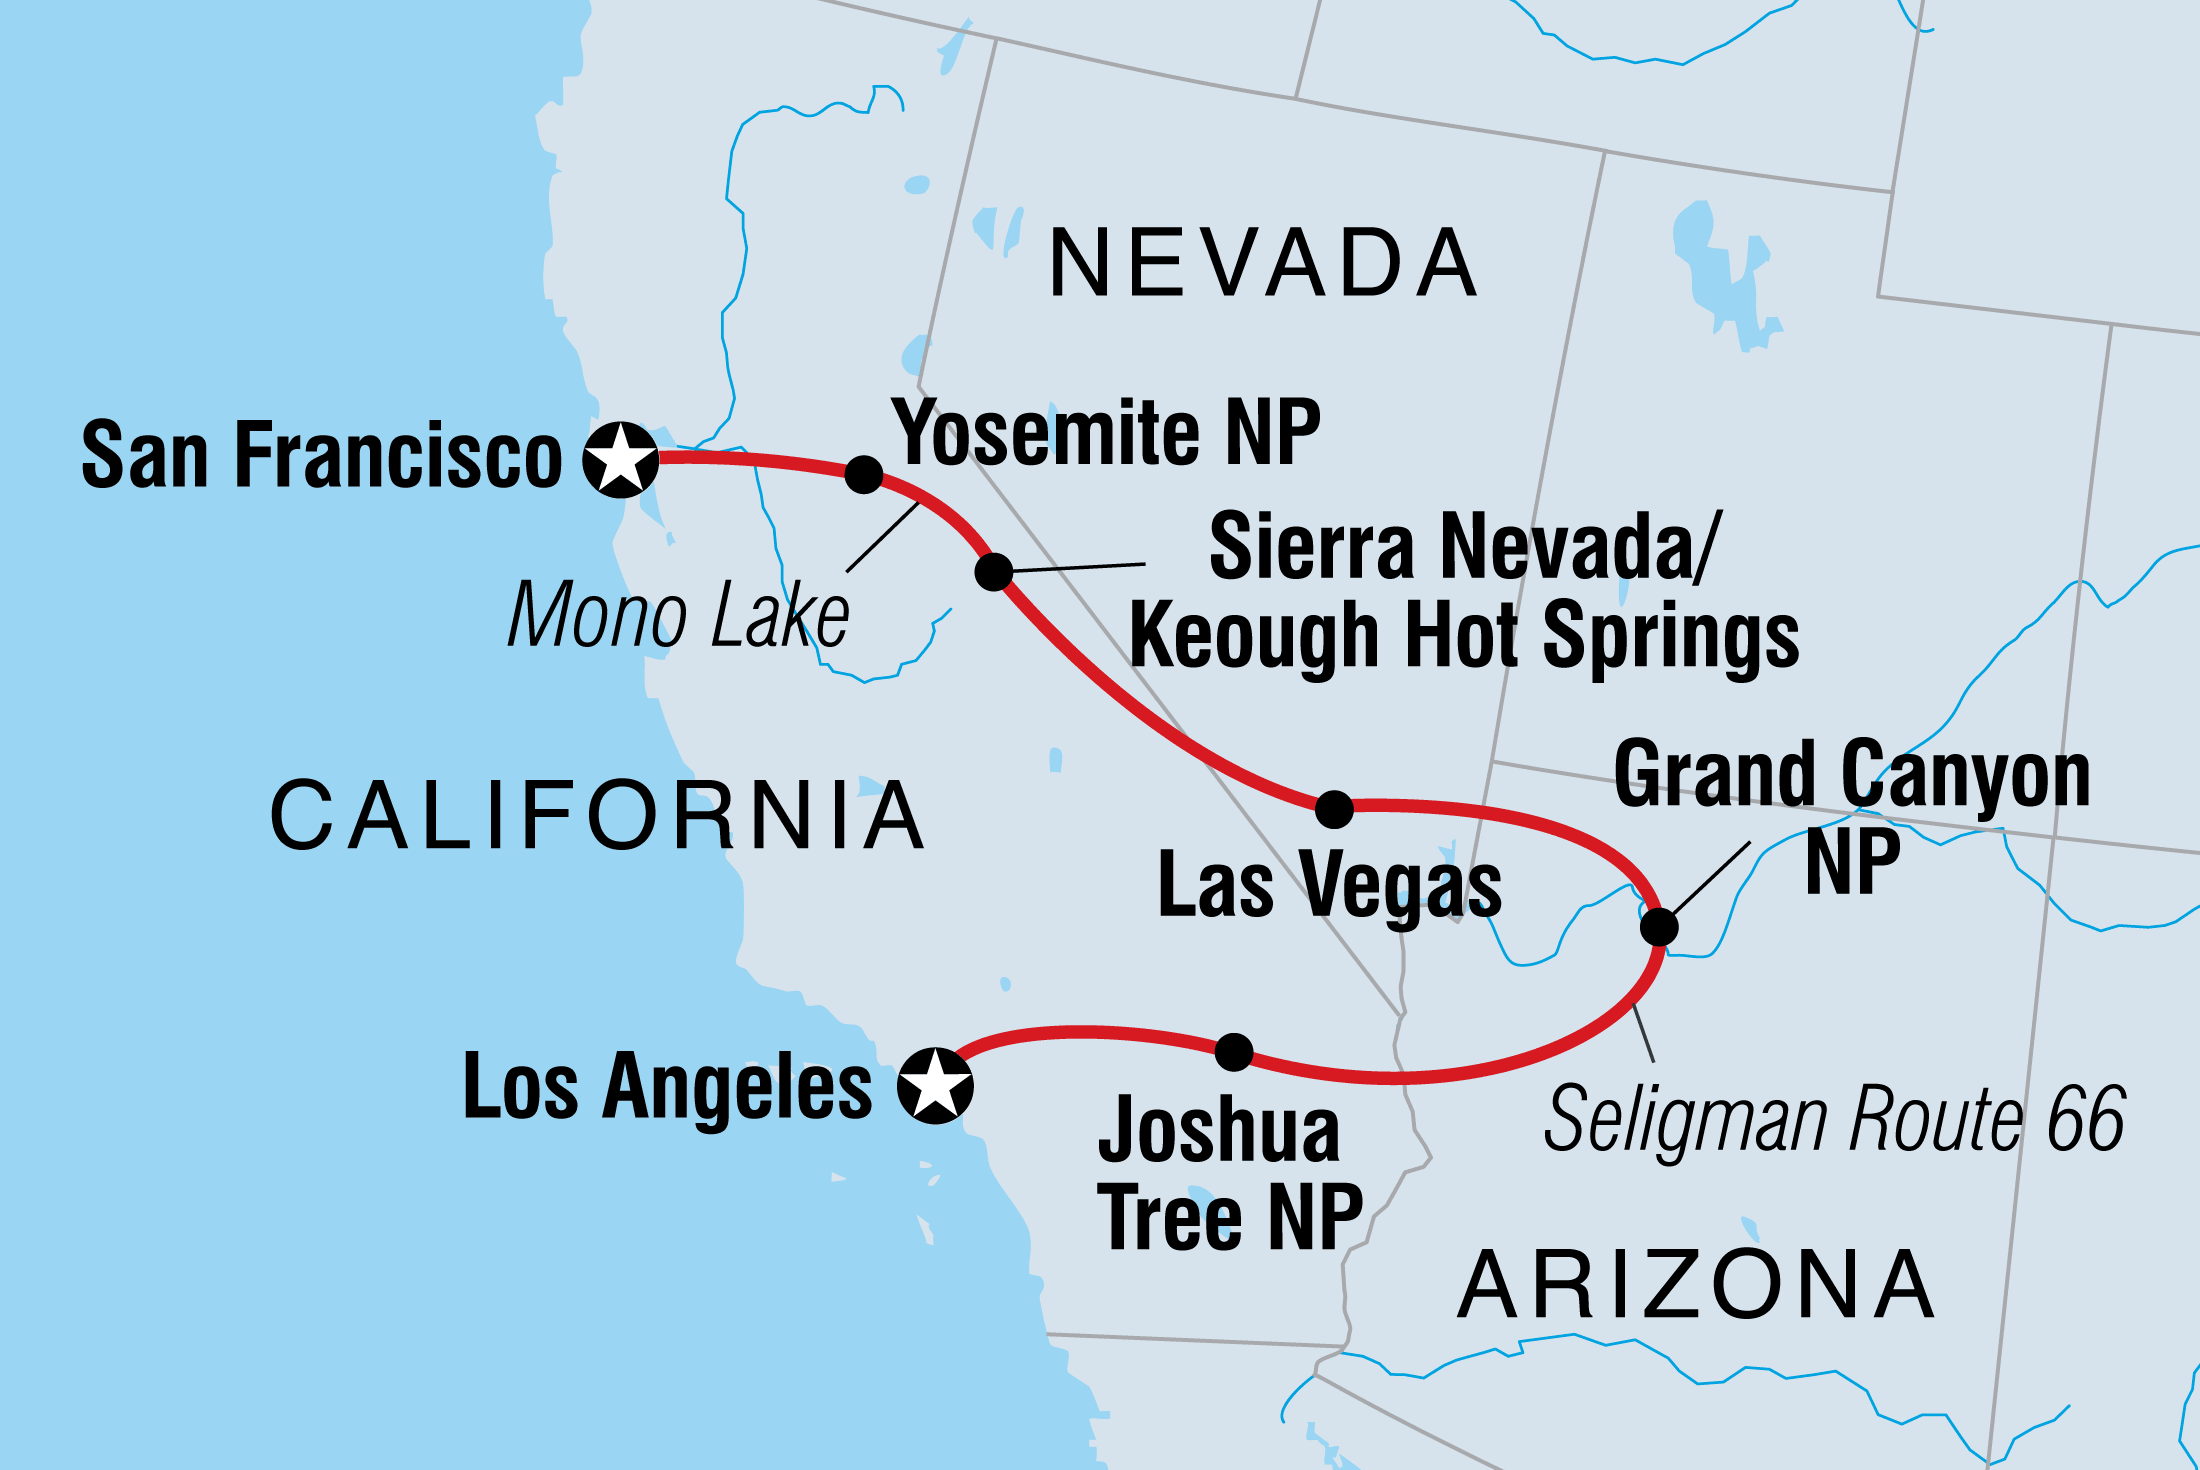 NEVADA
San Francisco
Yosemite NP
Sierra Nevada/
Keough Hot Springs
Mono Lake
CALIFORNIA
Grand Canyon
NP
Las Vegas
Los Angeles
Joshua
Tree NP
Seligman Route 66
ARIZONA